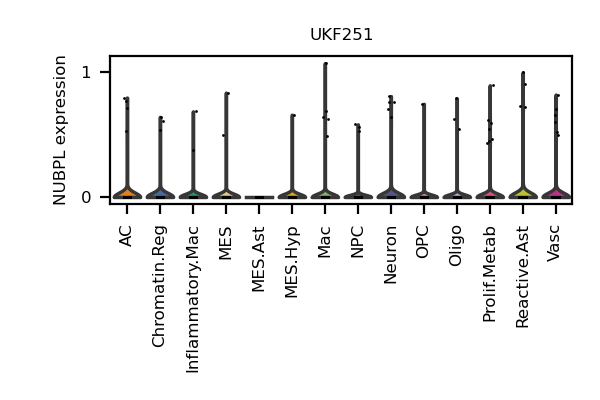 UKF251
NUBPL expression
1
0
AC
Chromatin.Reg
Inflammatory.Mac
MES
MES.Ast
MES.Hyp
Mac
NPC
Neuron
OPC
Oligo
Prolif.Metab
Reactive.Ast
Vasc